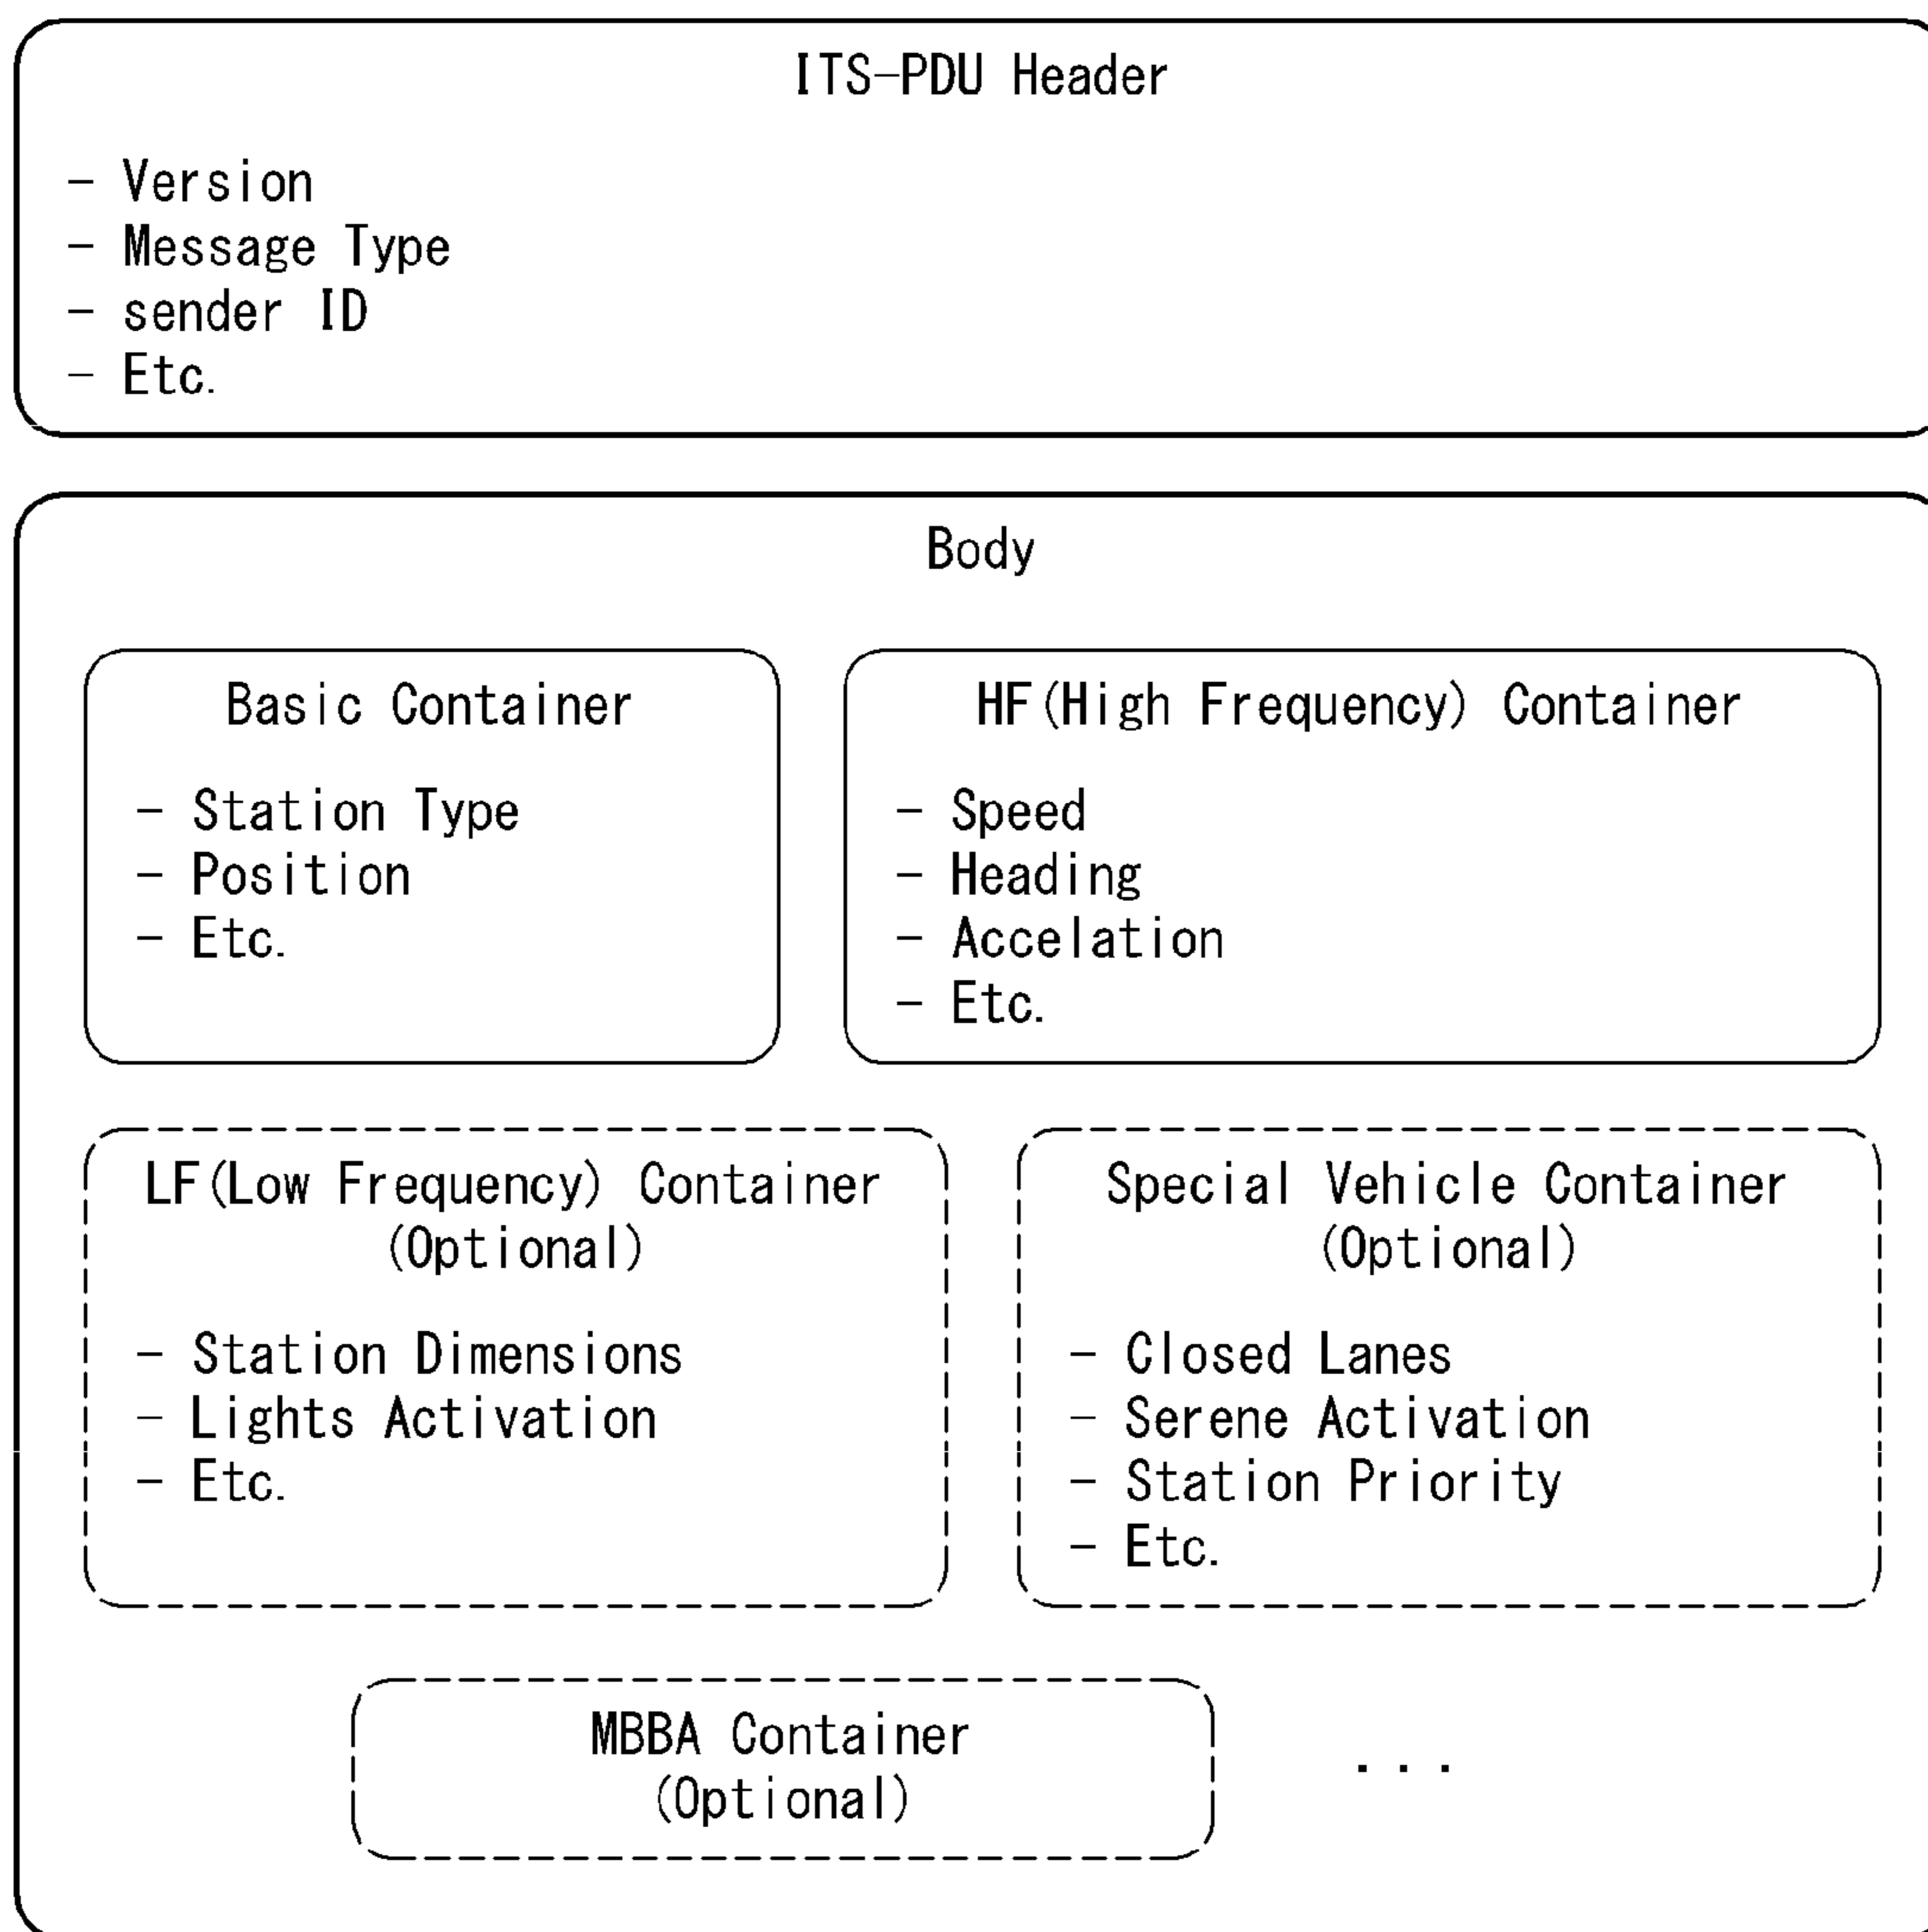 ITS-PDU Header
- Version
- Message Type
- sender ID
- Etc.
Body
Basic Container
- Station Type
- Position
- Etc.
HF(High Frequency) Container
- Speed
- Heading
- Accelation
- Etc.
LF(Low Frequency) Container
(Optional)
- Station Dimensions
- Lights Activation
- Etc.
Special Vehicle Container
(Optional)
- Closed Lanes
- Serene Activation
- Station Priority
- Etc.
MBBA Container
(Optional)
...